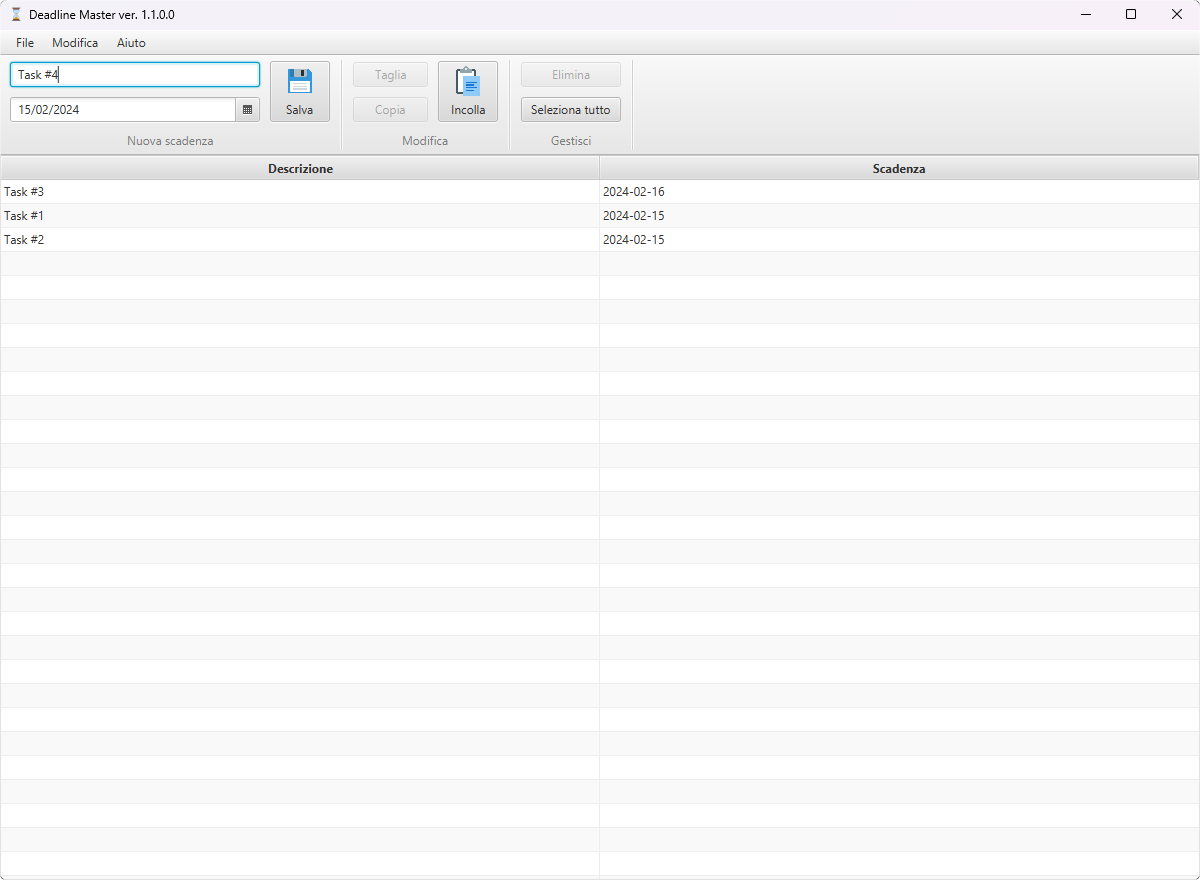 Deadline Master ver. 1.1.0.0
File Modifica Aiuto
Task #4
15/02/2024
Salva
Nuova scadenza
Taglia
Copia
Incolla
Modifica
Elimina
Seleziona tutto
Gestisci
Descrizione Scadenza
Task #3 2024-02-16
Task #1 2024-02-15
Task #2 2024-02-15